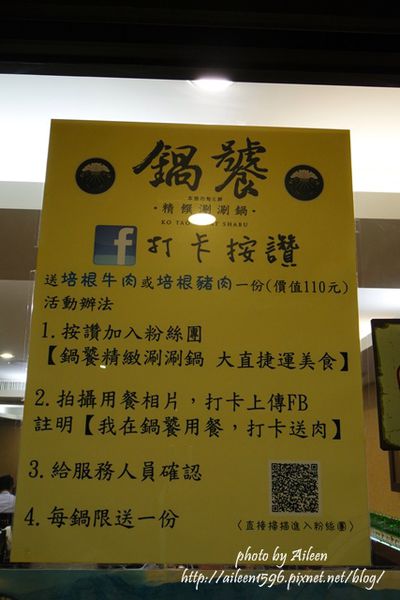 鍋饕
精饌涮涮鍋
打卡按讚
送培根牛肉或培根豬肉一份(價值110元)
活動辦法
1. 按讚加入粉絲團
【鍋饕精緻涮涮鍋 大直捷運美食】
2. 拍攝用餐相片，打卡上傳FB
註明【我在鍋饕用餐，打卡送肉】
3. 給服務人員確認
4. 每鍋限送一份
(直接掃描進入粉絲團)
photo by Aileen
http://aileen1596.pixnet.net/blog/